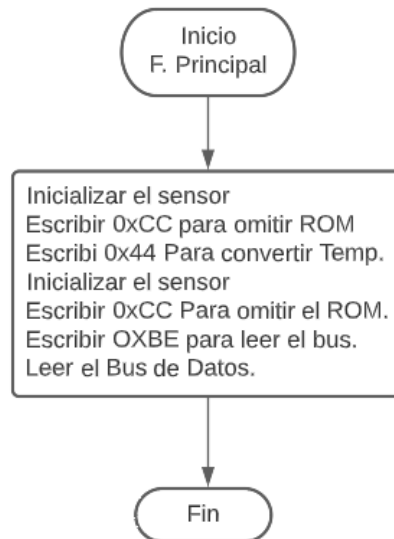 Inicio
F. Principal
Inicializar el sensor
Escribir 0xCC para omitir ROM
Escribi 0x44 Para convertir Temp.
Inicializar el sensor
Escribir 0xCC Para omitir el ROM.
Escribir OXBE para leer el bus.
Leer el Bus de Datos.
Fin